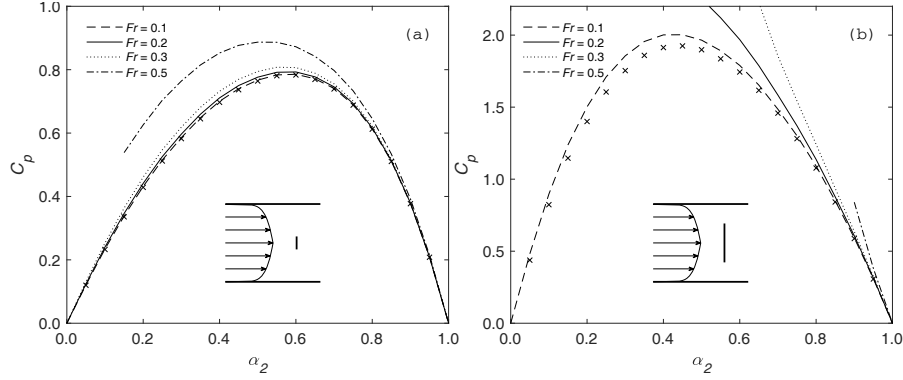 1.0
0.8
0.6
0.4
0.2
0.0
C_p
Fr = 0.1
Fr = 0.2
Fr = 0.3
Fr = 0.5
(a)
0.0 0.2 0.4 0.6 0.8 1.0
α_2
2.0
1.5
1.0
0.5
0.0
C_p
Fr = 0.1
Fr = 0.2
Fr = 0.3
Fr = 0.5
(b)
0.0 0.2 0.4 0.6 0.8 1.0
α_2